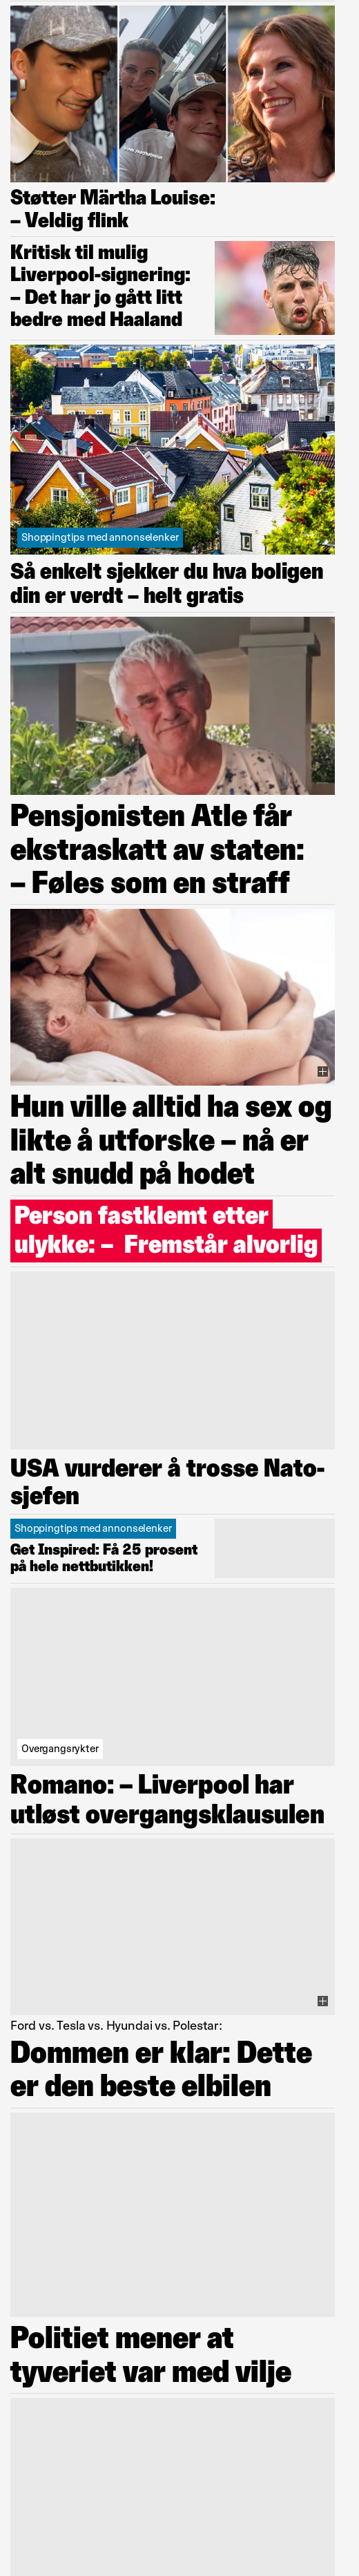 Støtter Märtha Louise:
– Veldig flink
Kritisk til mulig
Liverpool-signering:
– Det har jo gått litt
bedre med Haaland
Shoppingtips med annonselenker
Så enkelt sjekker du hva boligen
din er verdt – helt gratis
Pensjonisten Atle får
ekstraskatt av staten:
– Føles som en straff
Hun ville alltid ha sex og
likte å utforske – nå er
alt snudd på hodet
Person fastklemt etter
ulykke: – Fremstår alvorlig
USA vurderer å trosse Nato-
sjefen
Shoppingtips med annonselenker
Get Inspired: Få 25 prosent
på hele nettbutikken!
Overgangsrykter
Romano: – Liverpool har
utløst overgangsklausulen
Ford vs. Tesla vs. Hyundai vs. Polestar:
Dommen er klar: Dette
er den beste elbilen
Politiet mener at
tyveriet var med vilje